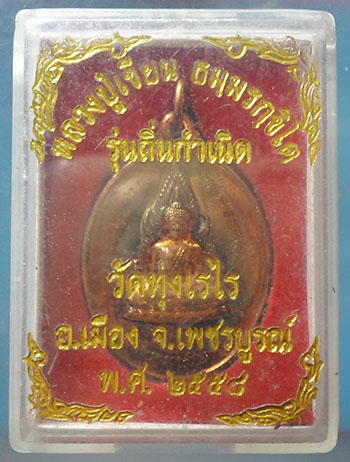 หลวงปู่เจียน ธมฺมรกฺขิโต
รุ่นถิ่นกำเนิด
วัดทุ่งเรไร
อ.เมือง จ.เพชรบูรณ์
พ.ศ. ๒๕๕๘